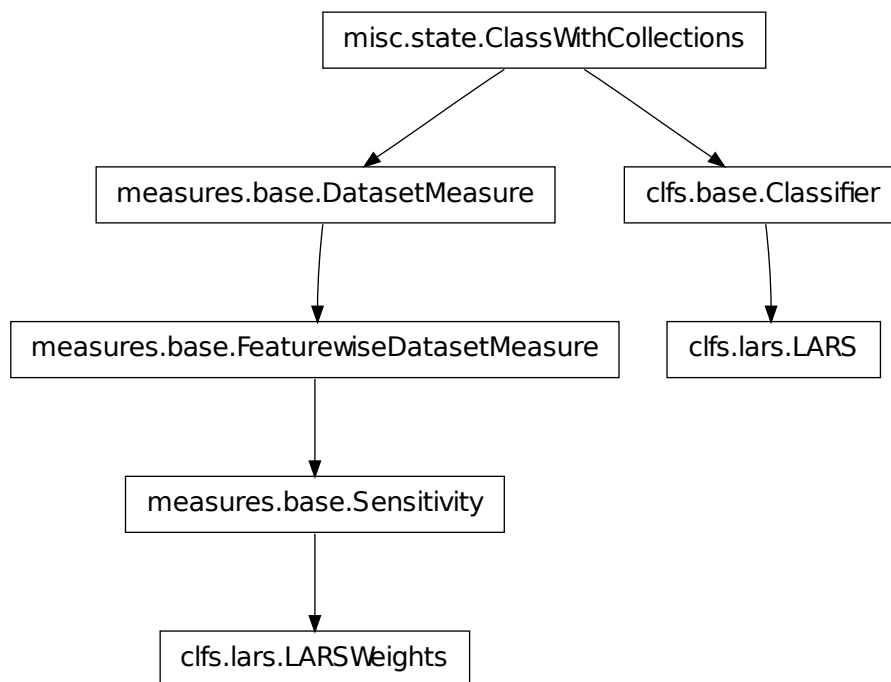 misc.state.ClassWithCollections
measures.base.DatasetMeasure
clfs.base.Classifier
measures.base.FeaturewiseDatasetMeasure
clfs.lars.LARS
measures.base.Sensitivity
clfs.lars.LARSWeights